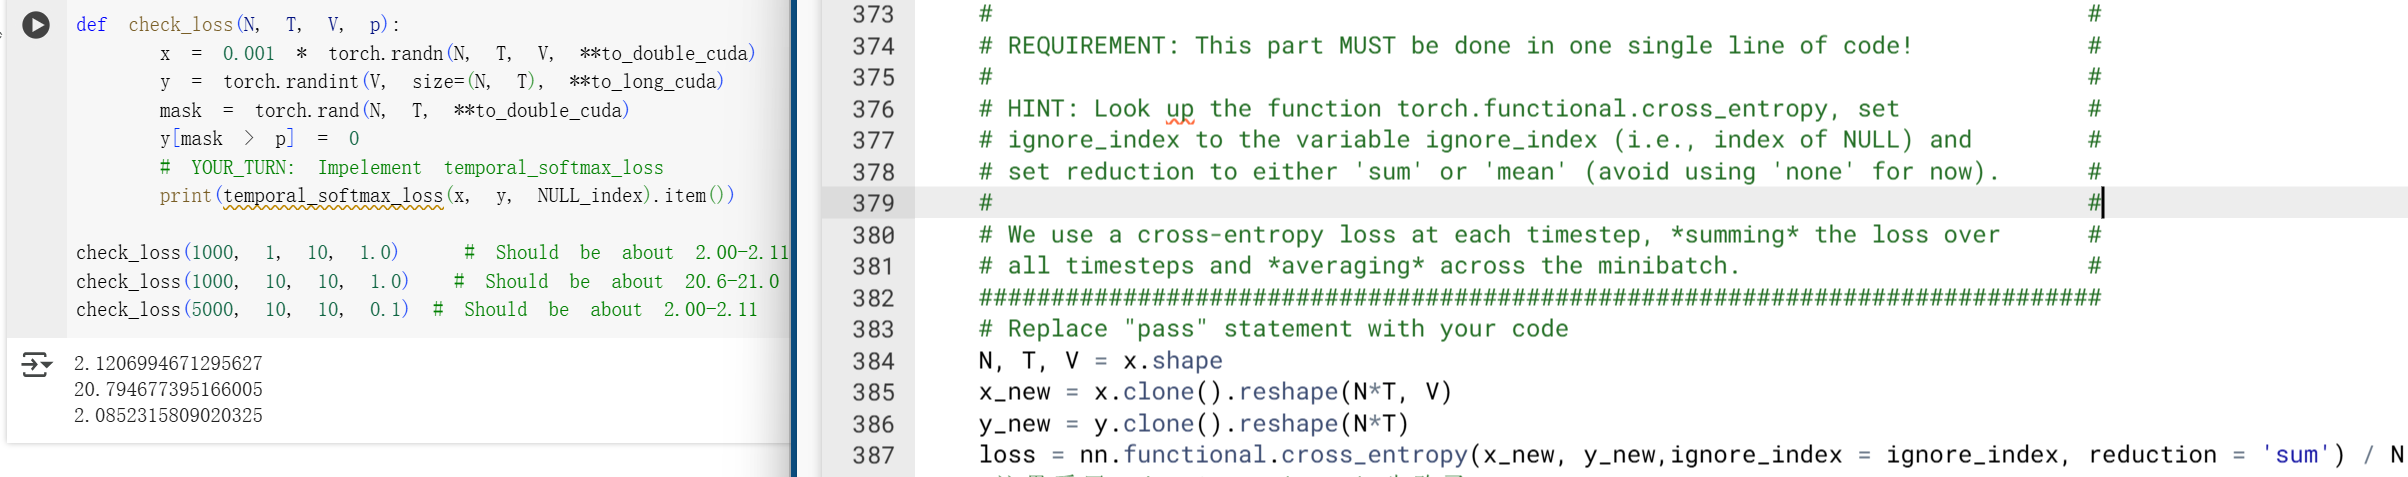 def check_loss(N, T, V, p):
x = 0.001 * torch.randn(N, T, V, **to_double_cuda)
y = torch.randint(V, size=(N, T), **to_long_cuda)
mask = torch.rand(N, T, **to_double_cuda)
y[mask > p] = 0
# YOUR_TURN: Impelement temporal_softmax_loss
print(temporal_softmax_loss(x, y, NULL_index).item())
check_loss(1000, 1, 10, 1.0) # Should be about 2.00-2.11
check_loss(1000, 10, 10, 1.0) # Should be about 20.6-21.0
check_loss(5000, 10, 10, 0.1) # Should be about 2.00-2.11
2.1206994671295627
20.794677395166005
2.0852315809020325
373 # #
374 # REQUIREMENT: This part MUST be done in one single line of code! #
375 # #
376 # HINT: Look up the function torch.functional.cross_entropy, set #
377 # ignore_index to the variable ignore_index (i.e., index of NULL) and #
378 # set reduction to either 'sum' or 'mean' (avoid using 'none' for now). #
379 # #
380 # We use a cross-entropy loss at each timestep, *summing* the loss over #
381 # all timesteps and *averaging* across the minibatch. #
382 ##############################################################################
383 # Replace "pass" statement with your code
384 N, T, V = x.shape
385 x_new = x.clone().reshape(N*T, V)
386 y_new = y.clone().reshape(N*T)
387 loss = nn.functional.cross_entropy(x_new, y_new,ignore_index = ignore_index, reduction = 'sum') / N